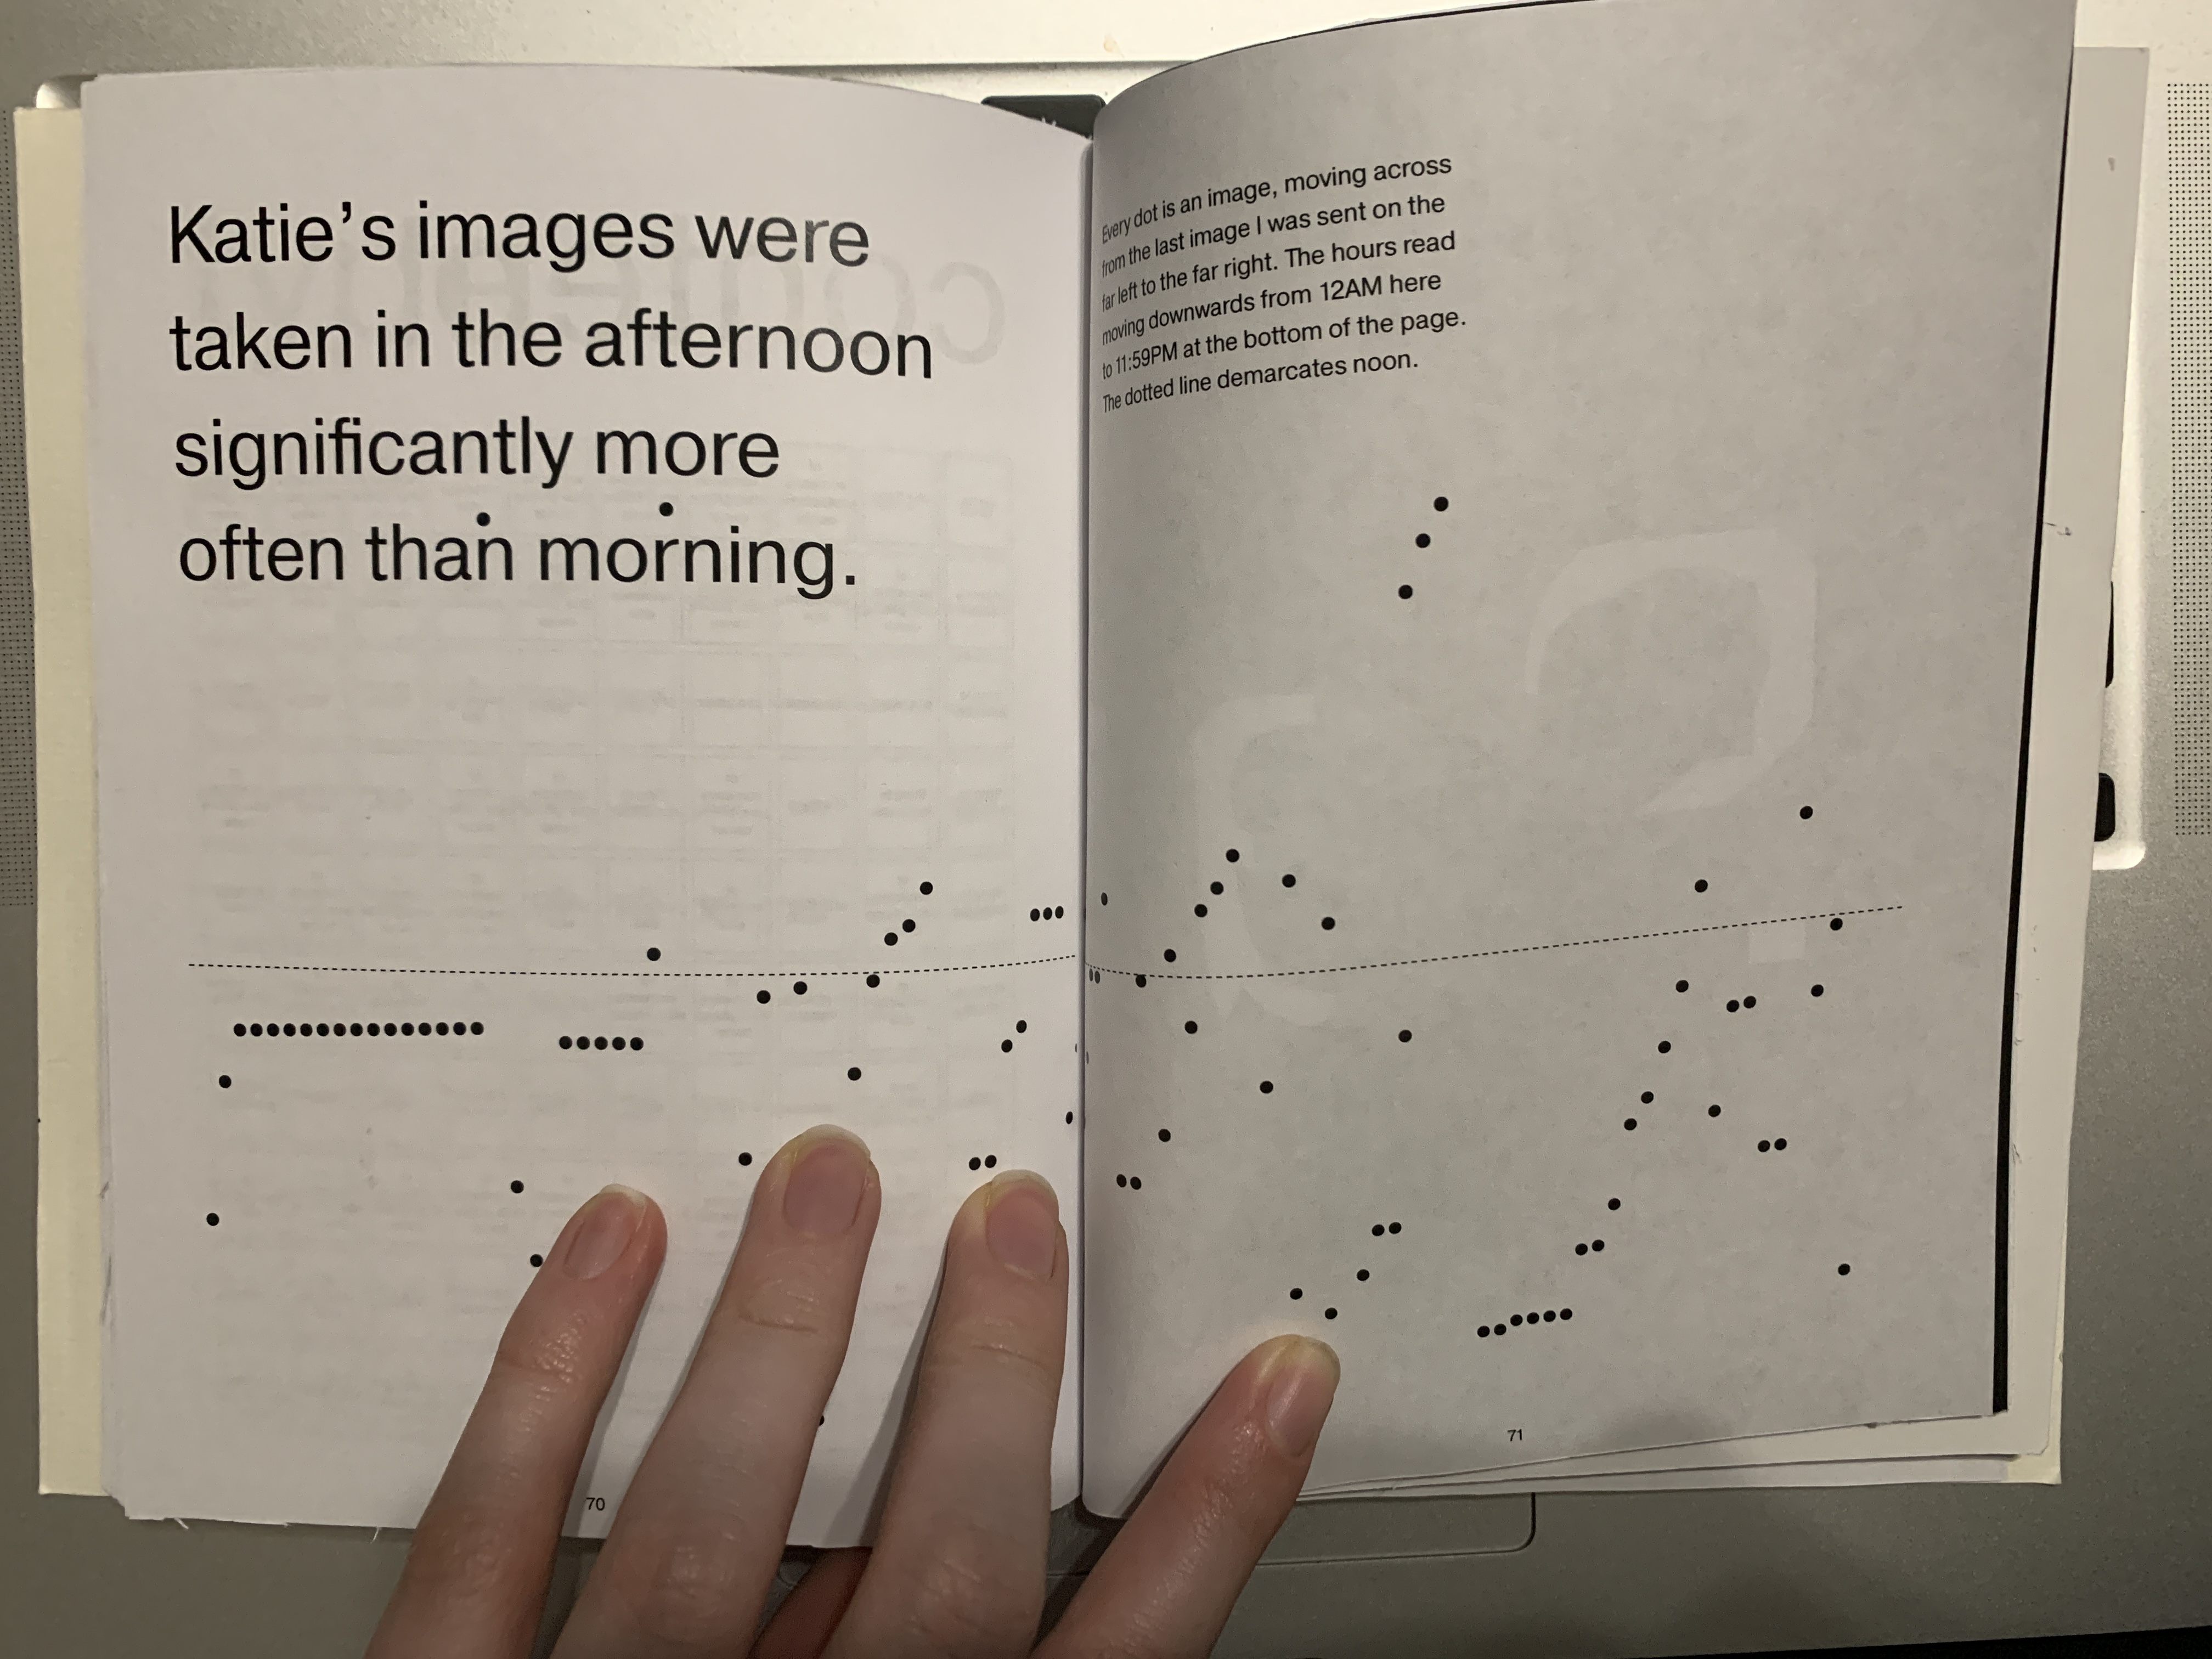 Katie’s images were
taken in the afternoon
significantly more
often than morning.
70
Every dot is an image, moving across
from the last image I was sent on the
far left to the far right. The hours read
moving downwards from 12AM here
to 11:59PM at the bottom of the page.
The dotted line demarcates noon.
71